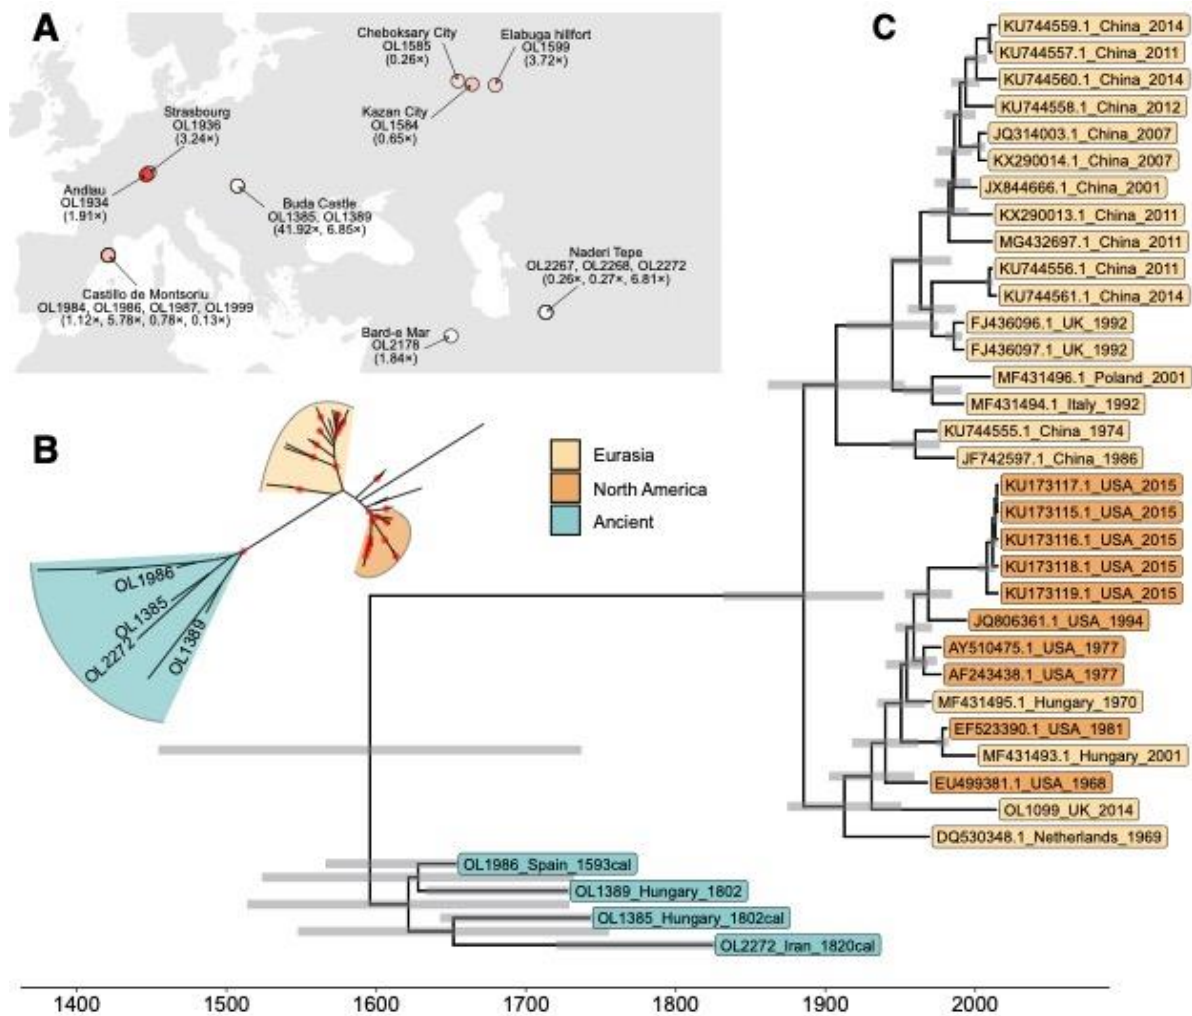 A
Cheboksary City
OL1585
(0.26×)
Elabuga hillfort
OL1599
(3.72×)
Kazan City
OL1584
(0.65×)
Strasbourg
OL1936
(3.24×)
Andlau
OL1934
(1.91×)
Buda Castle
OL1385, OL1389
(41.92×, 6.85×)
Naderi Tepe
OL2267, OL2268, OL2272
(0.26×, 0.27×, 6.81×)
Castillo de Montsoriu
OL1984, OL1986, OL1987, OL1999
(1.12×, 5.78×, 0.78×, 0.13×)
Bard-e Mar
OL2178
(1.84×)
B
OL1986
OL1385
OL2272
OL1389
Eurasia
North America
Ancient
C
KU744559.1_China_2014
KU744557.1_China_2011
KU744560.1_China_2014
KU744558.1_China_2012
JQ314003.1_China_2007
KX290014.1_China_2007
JX844666.1_China_2001
KX290013.1_China_2011
MG432697.1_China_2011
KU744556.1_China_2011
KU744561.1_China_2014
FJ436096.1_UK_1992
FJ436097.1_UK_1992
MF431496.1_Poland_2001
MF431494.1_Italy_1992
KU744555.1_China_1974
JF742597.1_China_1986
KU173117.1_USA_2015
KU173115.1_USA_2015
KU173116.1_USA_2015
KU173118.1_USA_2015
KU173119.1_USA_2015
JQ806361.1_USA_1994
AY510475.1_USA_1977
AF243438.1_USA_1977
MF431495.1_Hungary_1970
EF523390.1_USA_1981
MF431493.1_Hungary_2001
EU499381.1_USA_1968
OL1099_UK_2014
DQ530348.1_Netherlands_1969
OL1986_Spain_1593cal
OL1389_Hungary_1802
OL1385_Hungary_1802cal
OL2272_Iran_1820cal
1400 1500 1600 1700 1800 1900 2000